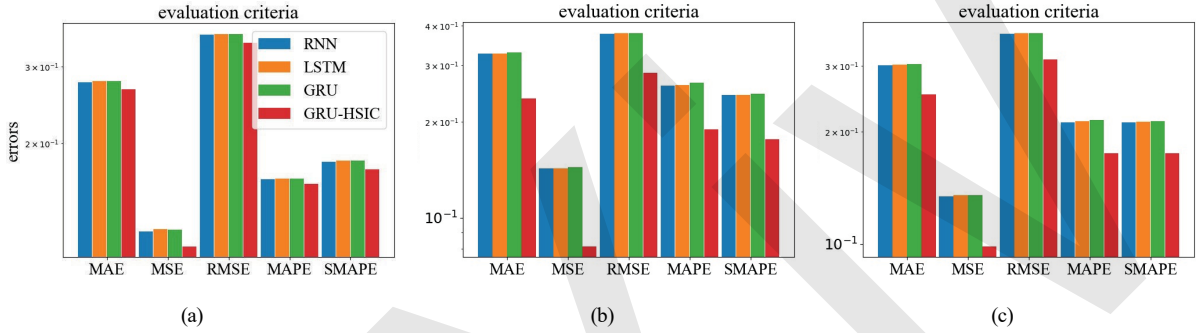 evaluation criteria
errors
3 × 10⁻¹
2 × 10⁻¹
RNN
LSTM
GRU
GRU-HSIC
MAE MSE RMSE MAPE SMAPE
(a)
evaluation criteria
4 × 10⁻¹
3 × 10⁻¹
2 × 10⁻¹
10⁻¹
MAE MSE RMSE MAPE SMAPE
(b)
evaluation criteria
3 × 10⁻¹
2 × 10⁻¹
10⁻¹
MAE MSE RMSE MAPE SMAPE
(c)